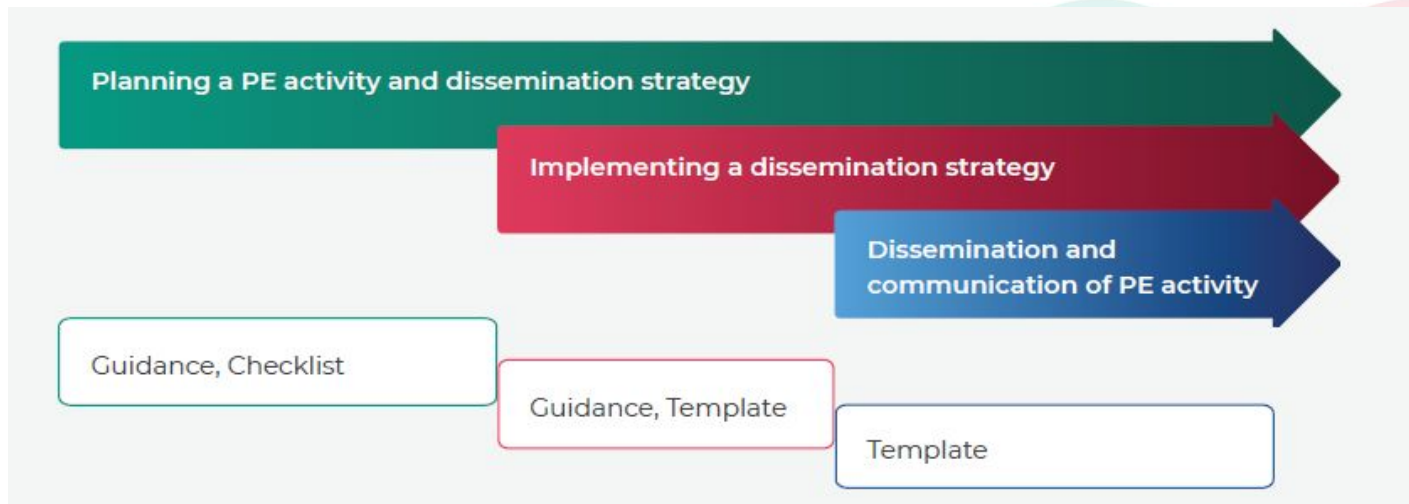 Planning a PE activity and dissemination strategy
Implementing a dissemination strategy
Dissemination and
communication of PE activity
Guidance, Checklist
Guidance, Template
Template